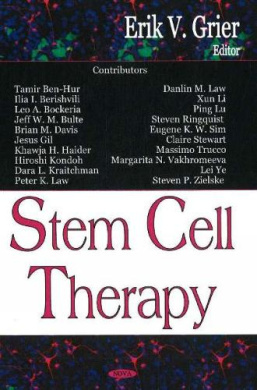 Erik V. Grier
Editor
Contributors
Tamir Ben-Hur
Ilia I. Berishvili
Leo A. Bockeria
Jeff W. M. Bulte
Brian M. Davis
Jesus Gil
Khawja H. Haider
Hiroshi Kondoh
Dara L. Kraitchman
Peter K. Law
Danlin M. Law
Xun Li
Ping Lu
Steven Ringquist
Eugene K. W. Sim
Claire Stewart
Massimo Trucco
Margarita N. Vakhromeeva
Lei Ye
Steven P. Zielske
Stem Cell
Therapy
NOVA